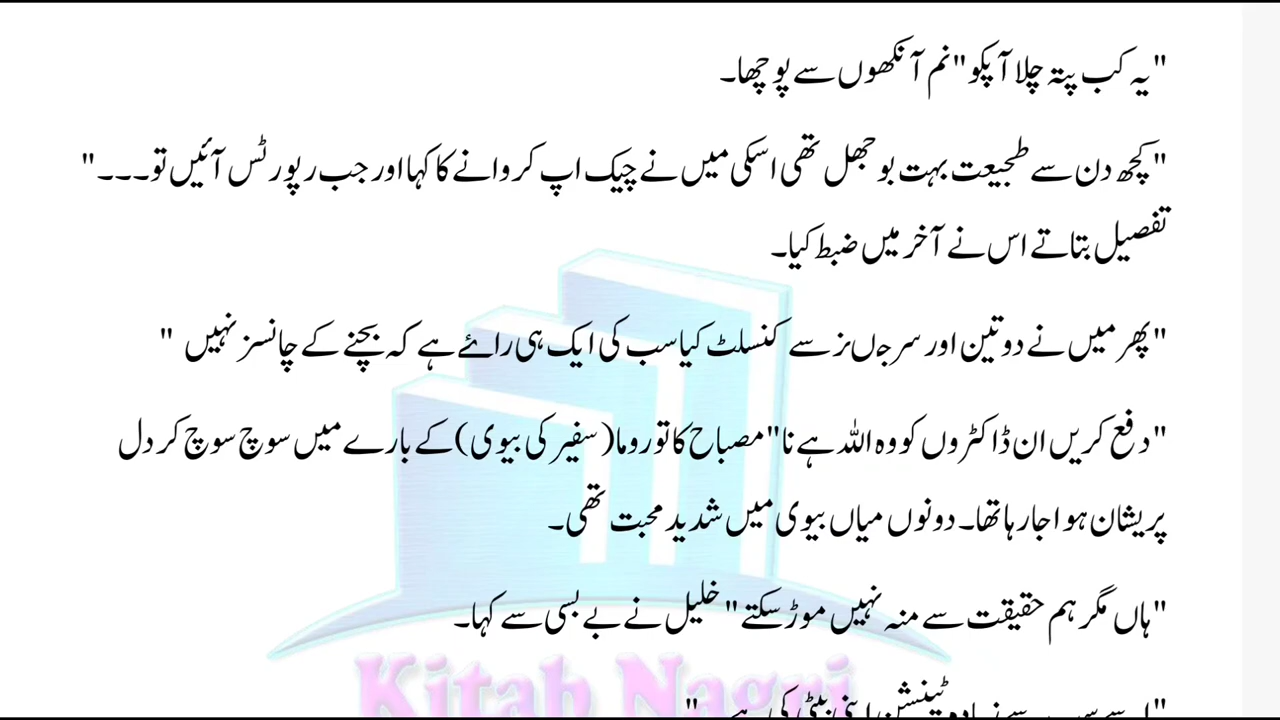 "یہ کب پتہ چلا آپکو" نم آنکھوں سے پوچھا۔
"کچھ دن سے طجیعت بہت بوجھل تھی اسکی میں نے چیک اپ کروانے کا کہا اور جب رپورٹس آئیں تو۔۔۔"
تفصیل بتاتے اس نے آخر میں ضبط کیا۔
"پھر میں نے دو تین اور سرجںز سے کنسلٹ کیا سب کی ایک ہی رائے ہے کہ بچنے کے چانسز نہیں "
"دفع کریں ان ڈاکٹروں کو وہ اللہ ہے نا" مصباح کا تو روما (سفیر کی بیوی) کے بارے میں سوچ سوچ کر دل
پریشان ہوا جا رہا تھا۔ دونوں میاں بیوی میں شدید محبت تھی۔
"ہاں مگر ہم حقیقت سے منہ نہیں موڑ سکتے" خلیل نے بے بسی سے کہا۔
Kitab Nagri